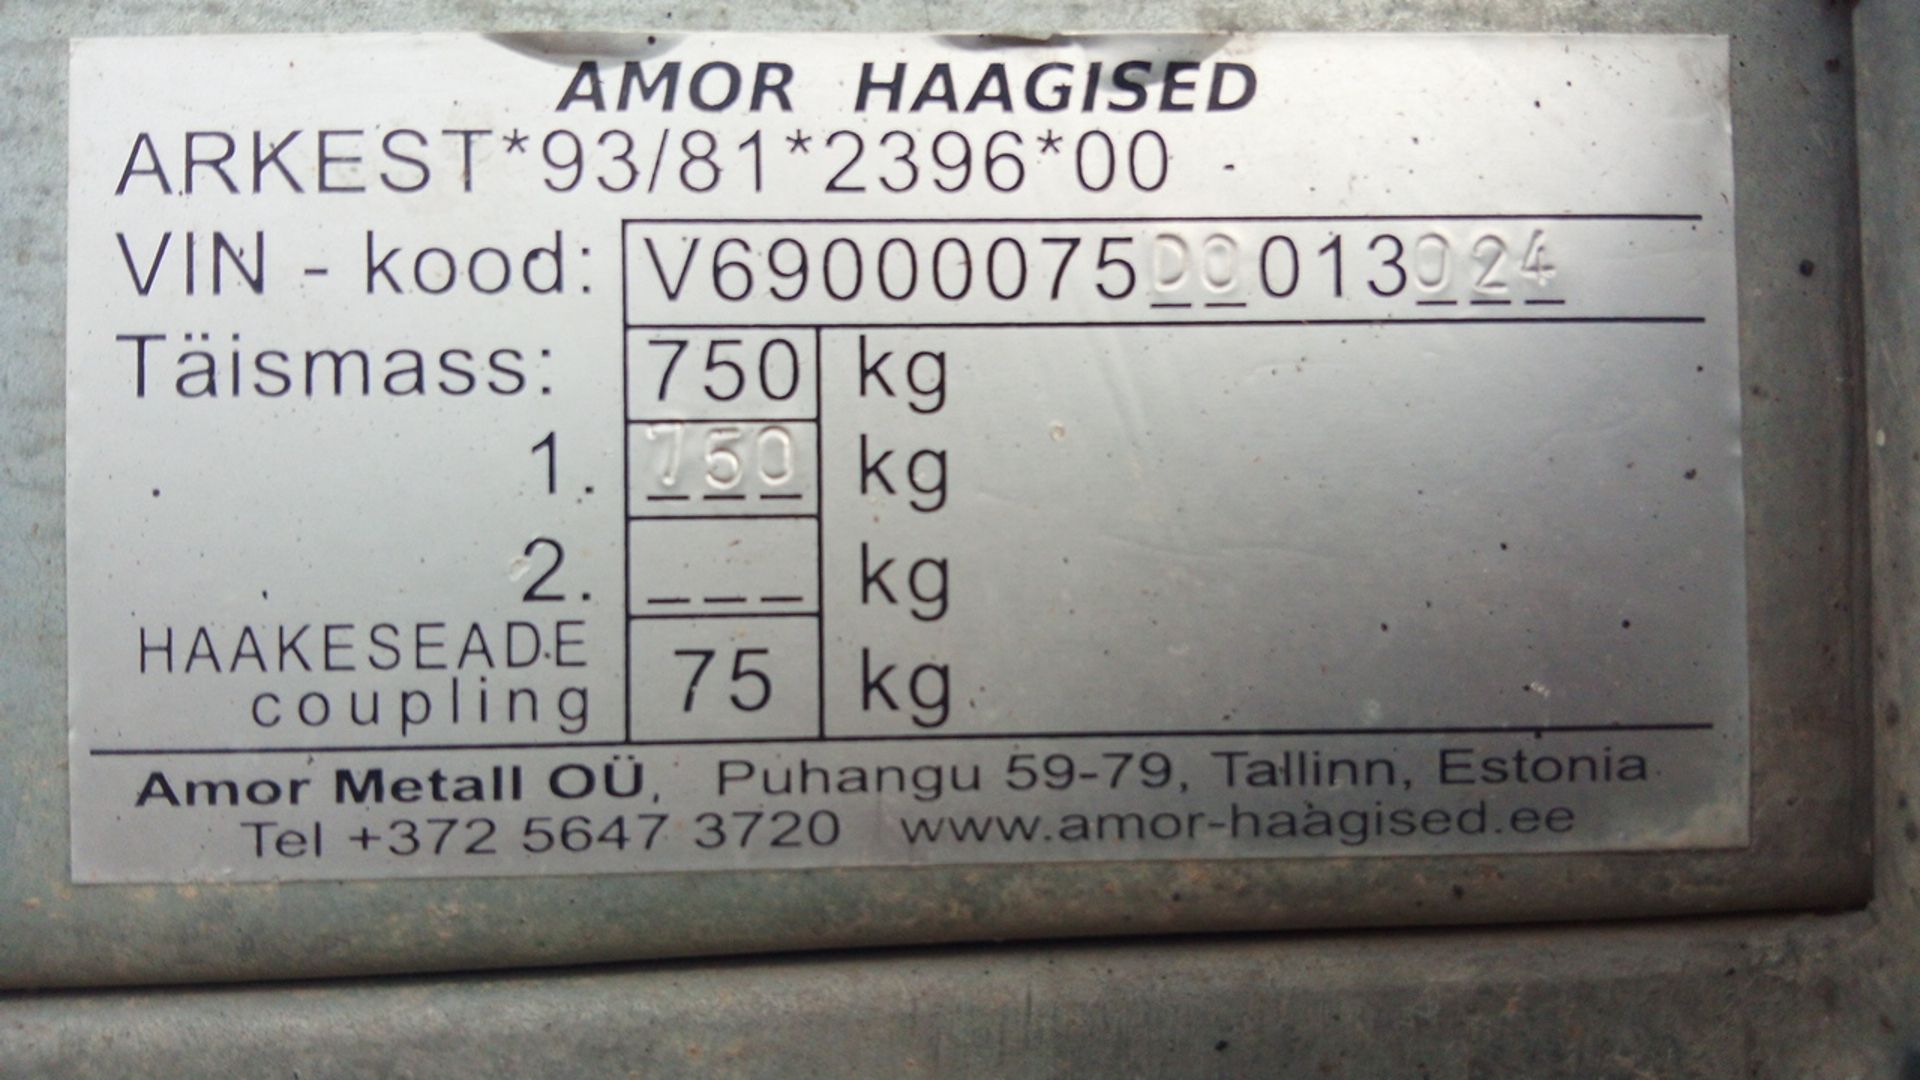 AMOR HAAGISED
ARKEST*93/81*2396*00
VIN - kood: V69000075D0013024
Täismass: 750 kg
1. 750 kg
2. ___ kg
HAAKESEADE
coupling 75 kg
Amor Metall OÜ, Puhangu 59-79, Tallinn, Estonia
Tel +372 5647 3720 www.amor-haagised.ee